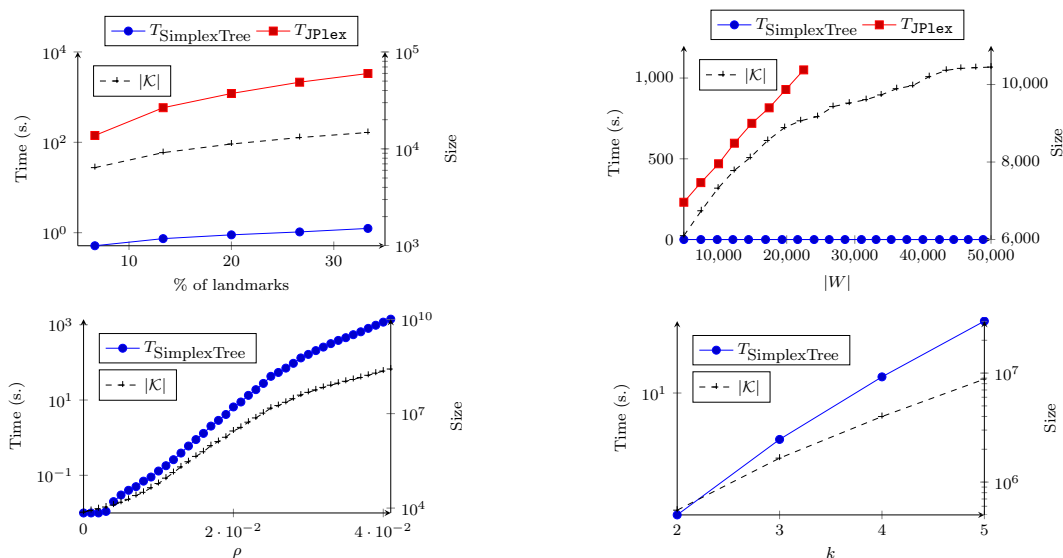 T_SimplexTree T_JPlex
|𝒦|
10^4
10^2
10^0
Time (s.)
10^5
10^4
10^3
Size
10 20 30
% of landmarks
T_SimplexTree T_JPlex
|𝒦|
1,000
500
0
Time (s.)
10,000
8,000
6,000
Size
10,000 20,000 30,000 40,000 50,000
|W|
T_SimplexTree
|𝒦|
10^3
10^1
10^−1
Time (s.)
10^10
10^7
10^4
Size
0 2 · 10^−2 4 · 10^−2
ρ
T_SimplexTree
|𝒦|
10^1
Time (s.)
10^7
10^6
Size
2 3 4 5
k